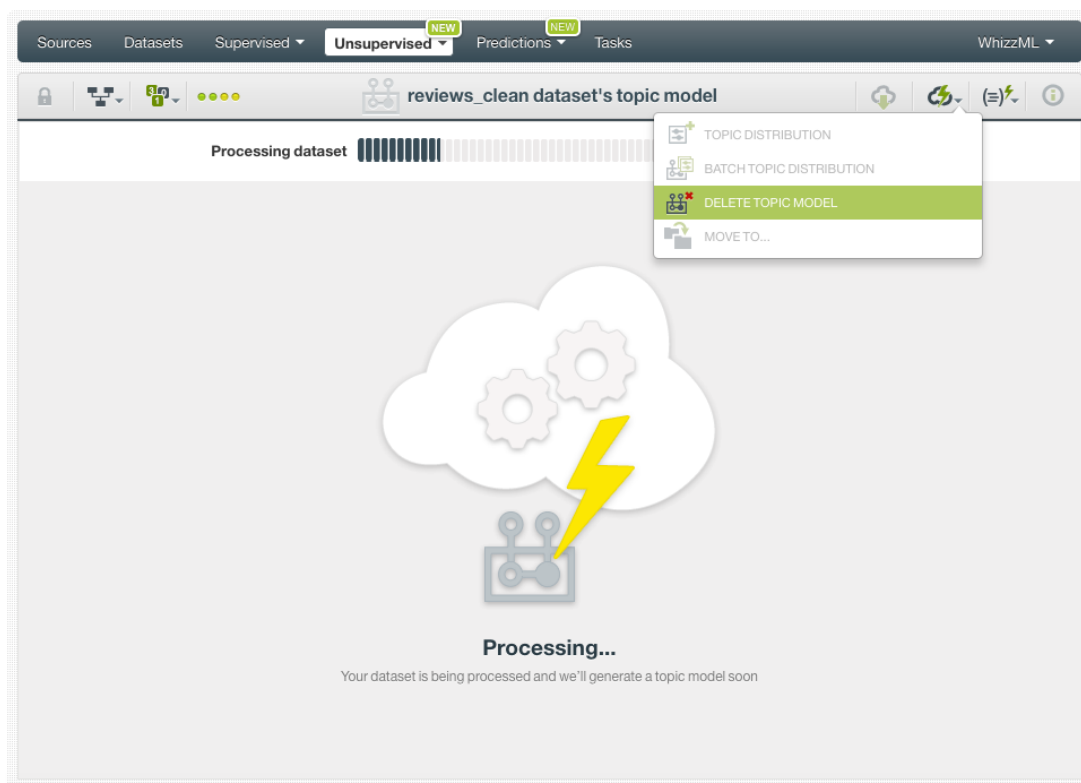 NEW
NEW
Sources Datasets Supervised Unsupervised Predictions Tasks WhizzML
reviews_clean dataset's topic model
Processing dataset
TOPIC DISTRIBUTION
BATCH TOPIC DISTRIBUTION
DELETE TOPIC MODEL
MOVE TO...
Processing...
Your dataset is being processed and we'll generate a topic model soon